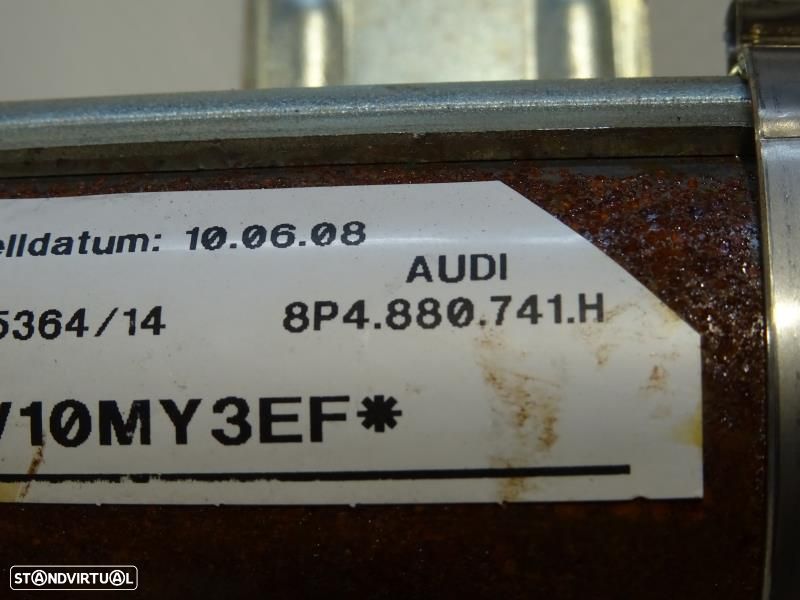 elldatum: 10.06.08
AUDI
5364/14 8P4.880.741.H
V10MY3EF*
STANDVIRTUAL